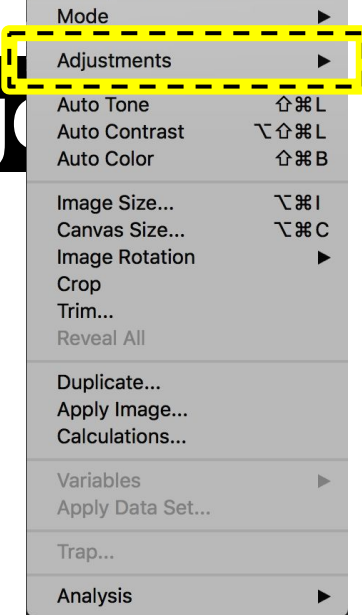 Mode ▶
Adjustments ▶
Auto Tone ⇧⌘L
Auto Contrast ⌥⇧⌘L
Auto Color ⇧⌘B
Image Size... ⌥⌘I
Canvas Size... ⌥⌘C
Image Rotation ▶
Crop
Trim...
Reveal All
Duplicate...
Apply Image...
Calculations...
Variables ▶
Apply Data Set...
Trap...
Analysis ▶